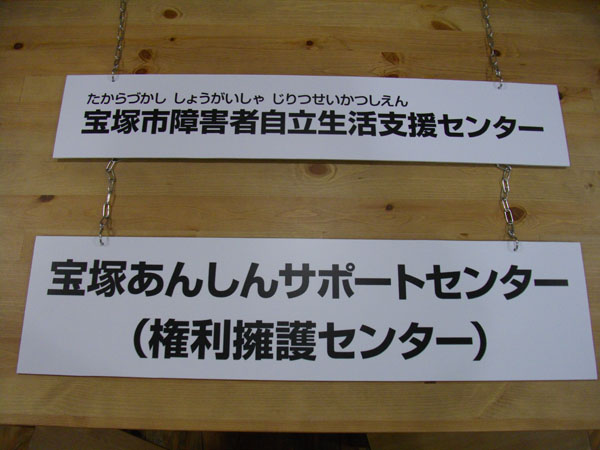 たからづかし しょうがいしゃ じりつせいかつしえん
宝塚市障害者自立生活支援センター
宝塚あんしんサポートセンター
（権利擁護センター）